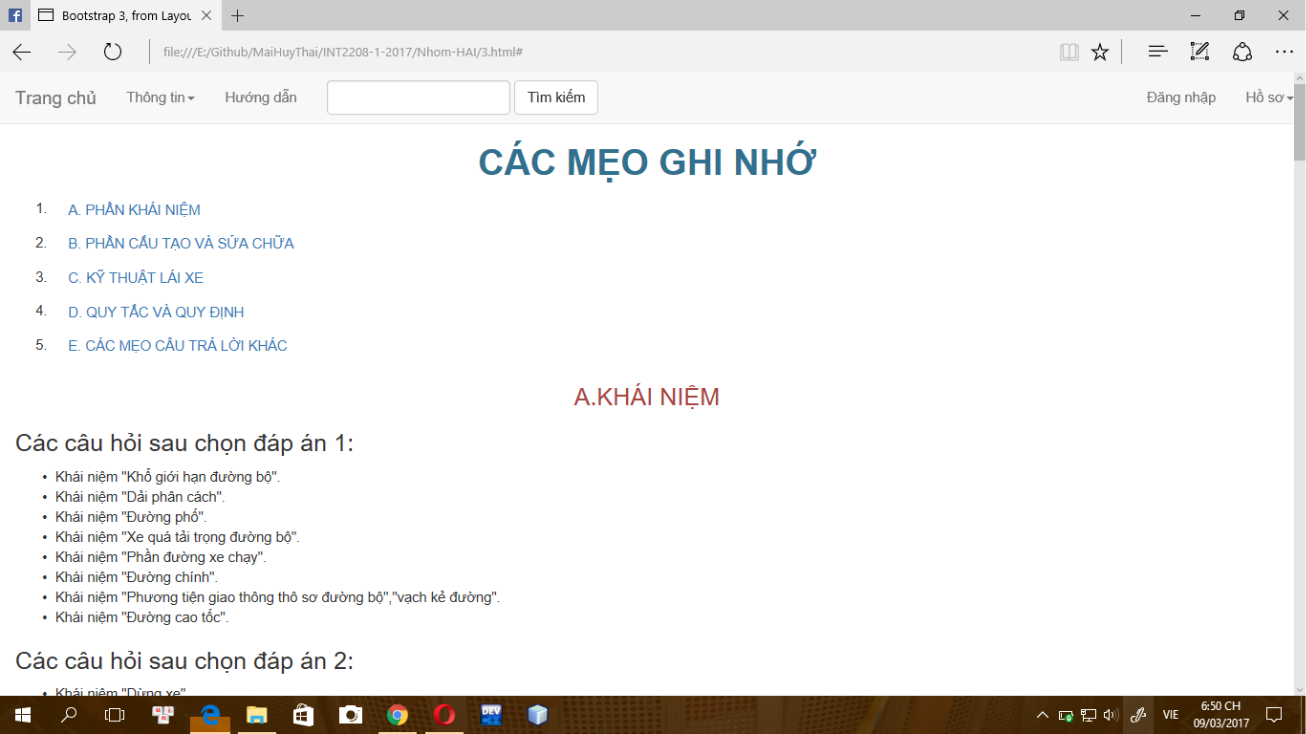 Bootstrap 3, from Layou
file:///E:/Github/MaiHuyThai/INT2208-1-2017/Nhom-HAI/3.html#
Trang chủ Thông tin Hướng dẫn Tìm kiếm Đăng nhập Hồ sơ
CÁC MẸO GHI NHỚ
1. A. PHẦN KHÁI NIỆM
2. B. PHẦN CẤU TẠO VÀ SỬA CHỮA
3. C. KỸ THUẬT LÁI XE
4. D. QUY TẮC VÀ QUY ĐỊNH
5. E. CÁC MẸO CÂU TRẢ LỜI KHÁC
A.KHÁI NIỆM
Các câu hỏi sau chọn đáp án 1:
• Khái niệm "Khổ giới hạn đường bộ".
• Khái niệm "Dải phân cách".
• Khái niệm "Đường phố".
• Khái niệm "Xe quá tải trọng đường bộ".
• Khái niệm "Phần đường xe chạy".
• Khái niệm "Đường chính".
• Khái niệm "Phương tiện giao thông thô sơ đường bộ","vạch kẻ đường".
• Khái niệm "Đường cao tốc".
Các câu hỏi sau chọn đáp án 2:
• Khái niệm "Dừng xe"
DEV
VIE
6:50 CH
09/03/2017